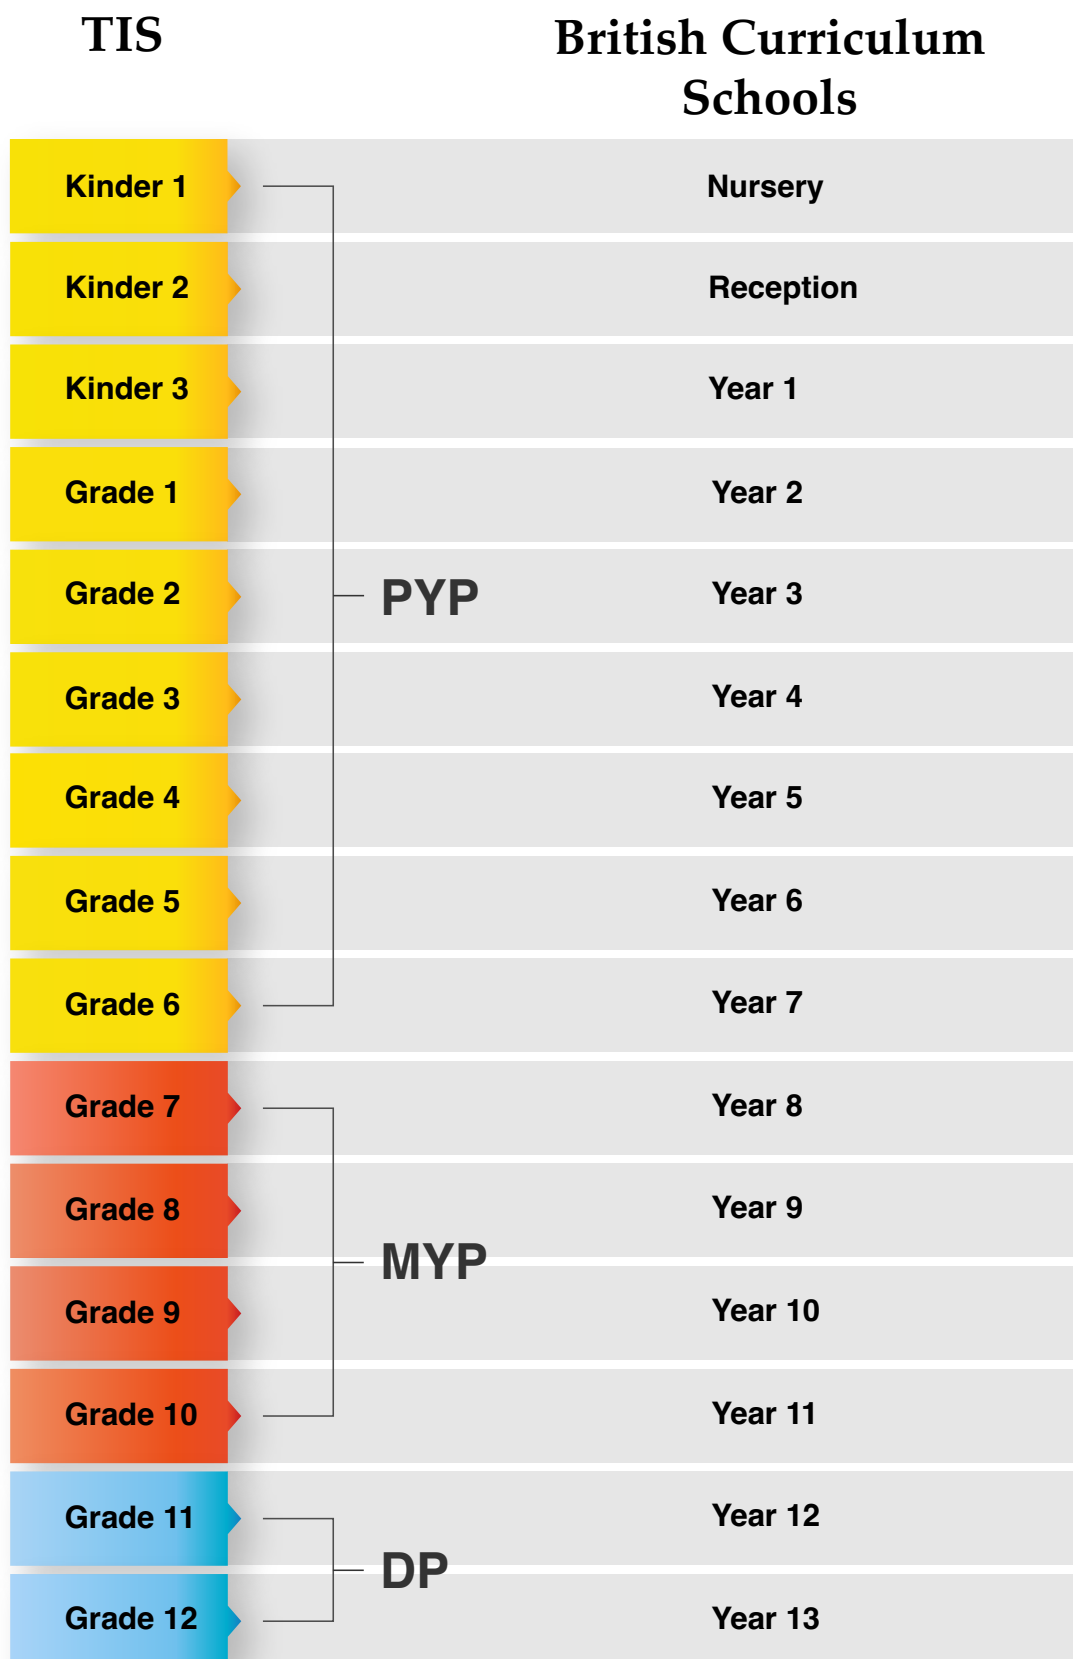 TIS
British Curriculum
Schools
Kinder 1
Nursery
Kinder 2
Reception
Kinder 3
Year 1
Grade 1
Year 2
Grade 2
PYP
Year 3
Grade 3
Year 4
Grade 4
Year 5
Grade 5
Year 6
Grade 6
Year 7
Grade 7
Year 8
Grade 8
Year 9
MYP
Grade 9
Year 10
Grade 10
Year 11
Grade 11
Year 12
DP
Grade 12
Year 13